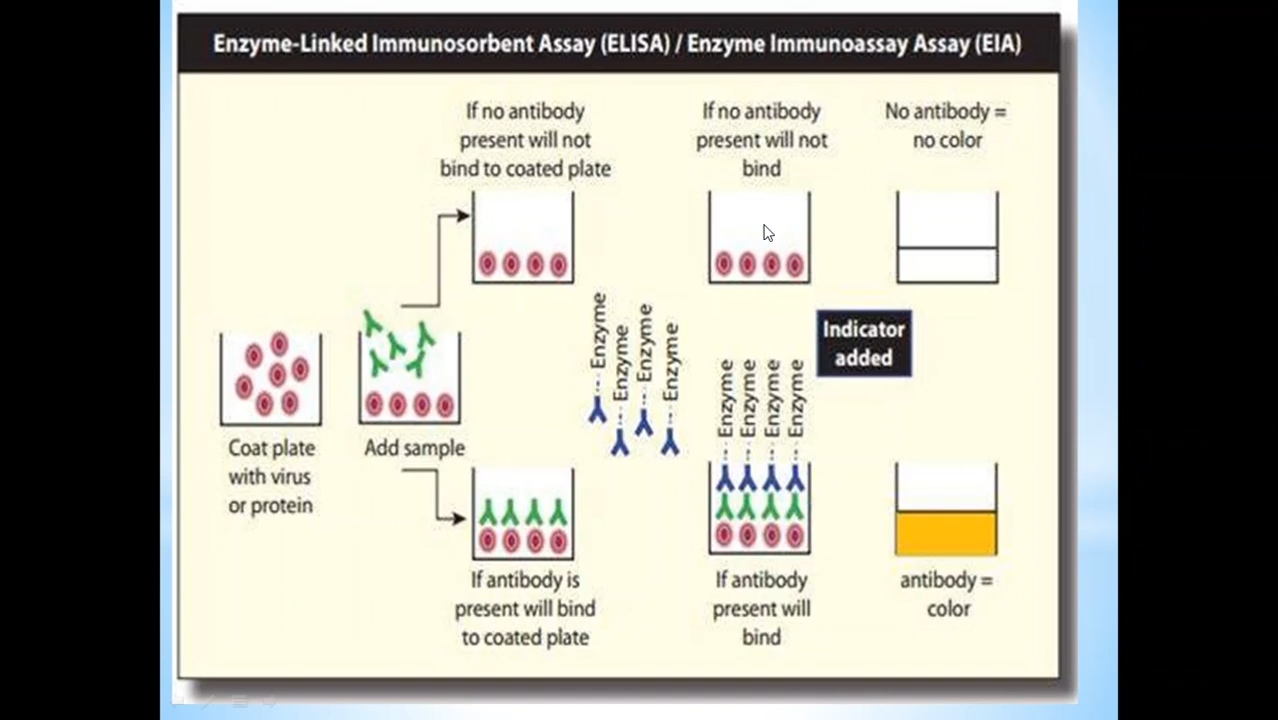 Enzyme-Linked Immunosorbent Assay (ELISA) / Enzyme Immunoassay Assay (EIA)
If no antibody
present will not
bind to coated plate
If no antibody
present will not
bind
No antibody =
no color
Enzyme
Enzyme
Enzyme
Enzyme
Indicator
added
Enzyme
Enzyme
Enzyme
Enzyme
Coat plate
with virus
or protein
Add sample
If antibody is
present will bind
to coated plate
If antibody
present will
bind
antibody =
color